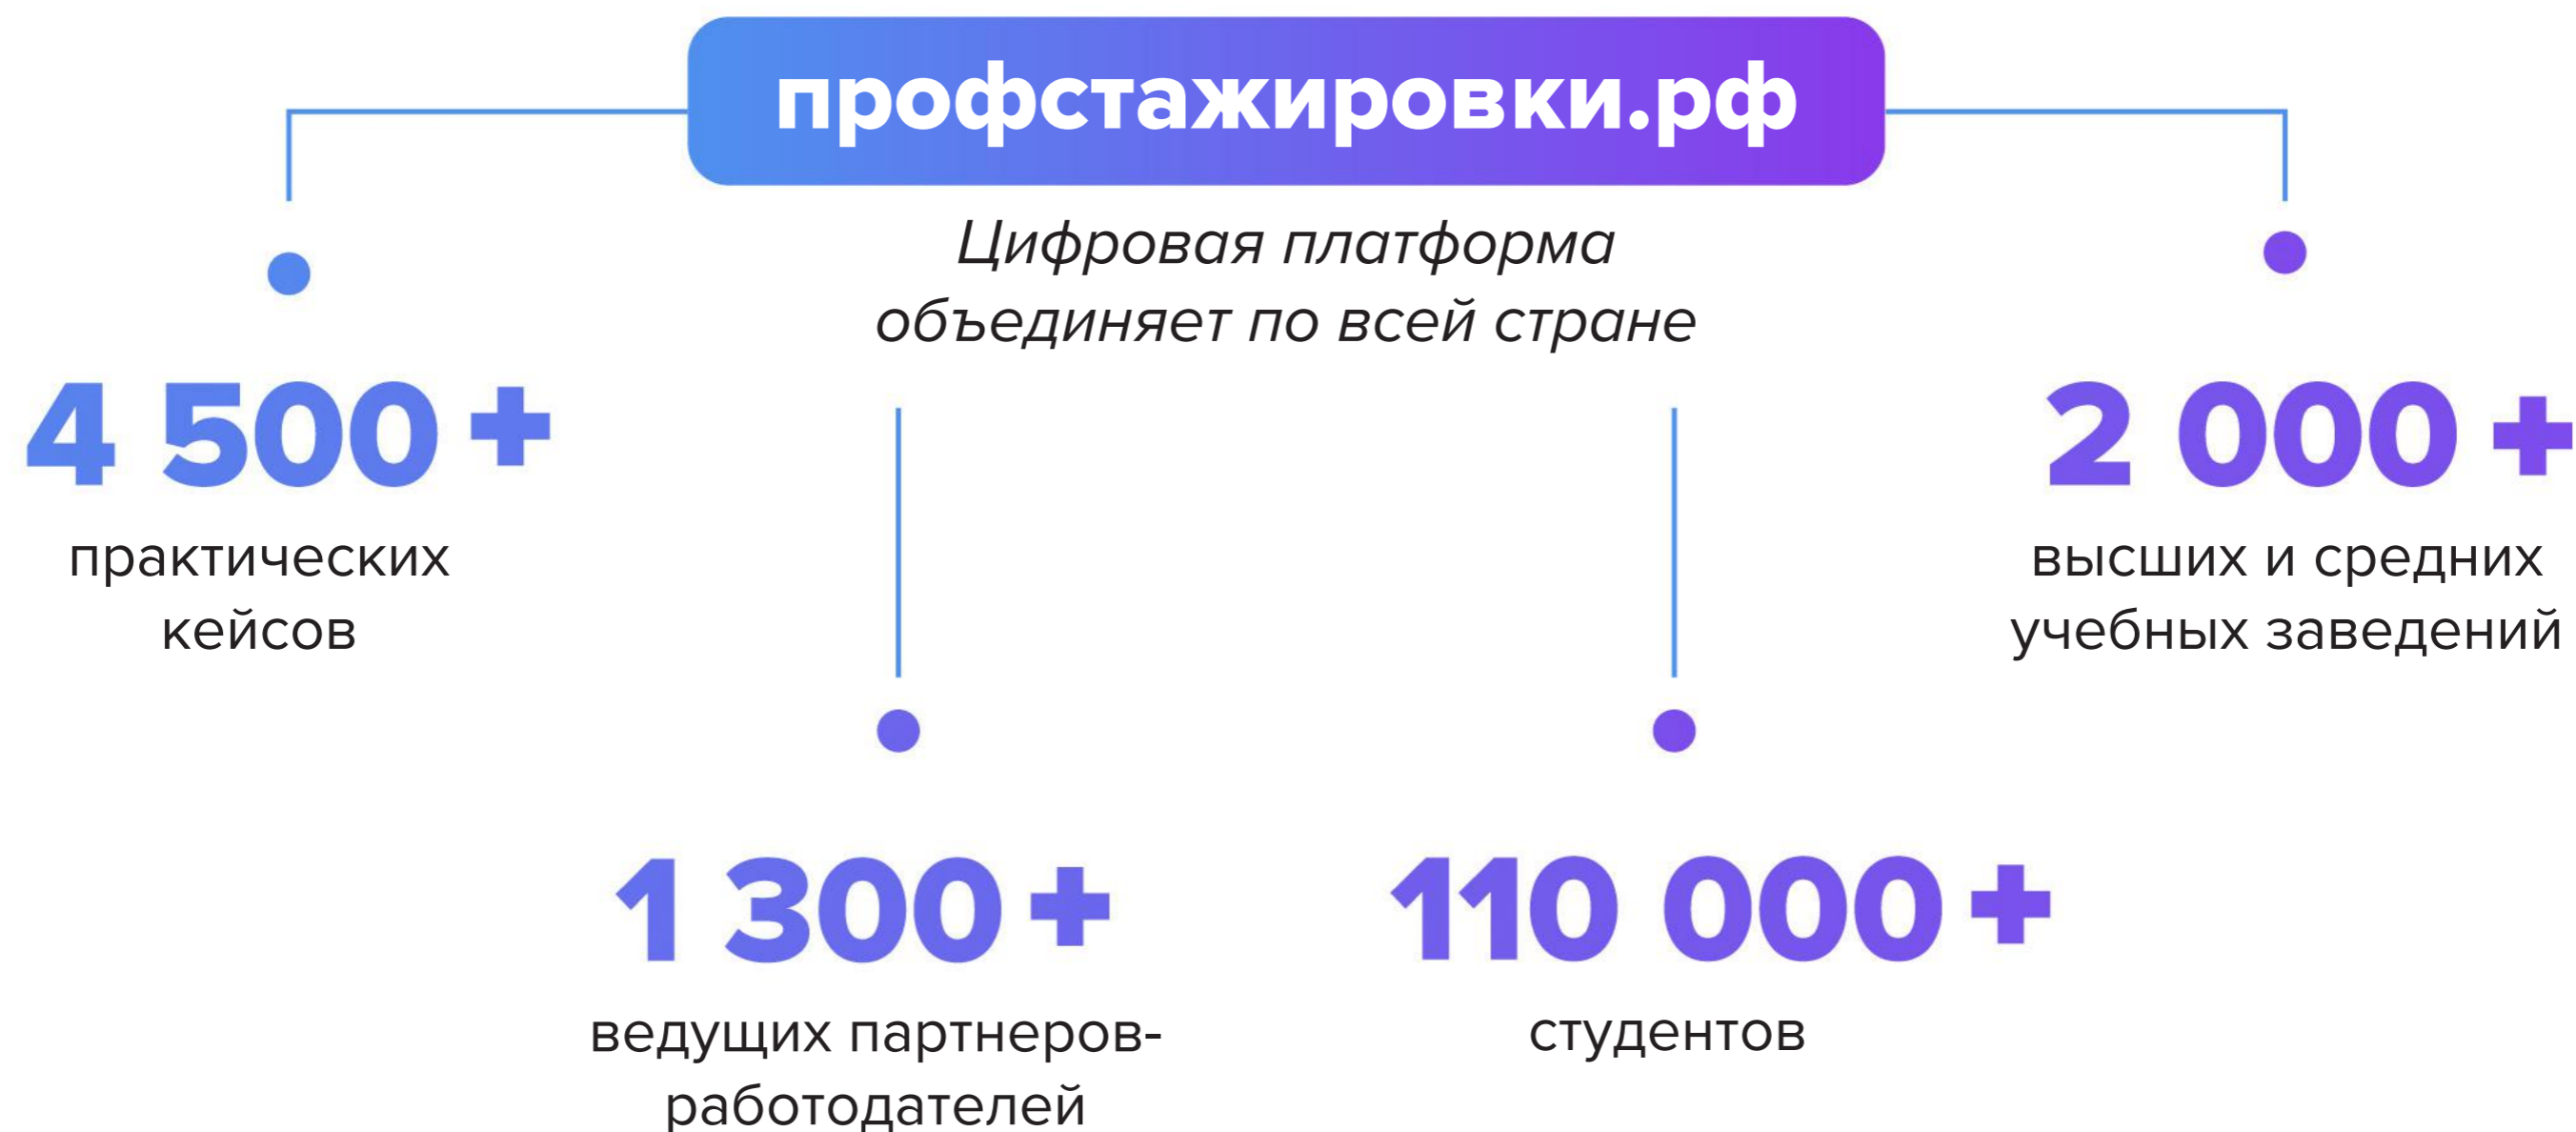 профстажировки.рф
Цифровая платформа
объединяет по всей стране
4 500 +
практических
кейсов
2 000 +
высших и средних
учебных заведений
1 300 +
ведущих партнеров-
работодателей
110 000 +
студентов